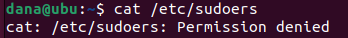 dana@ubu:~$ cat /etc/sudoers
cat: /etc/sudoers: Permission denied